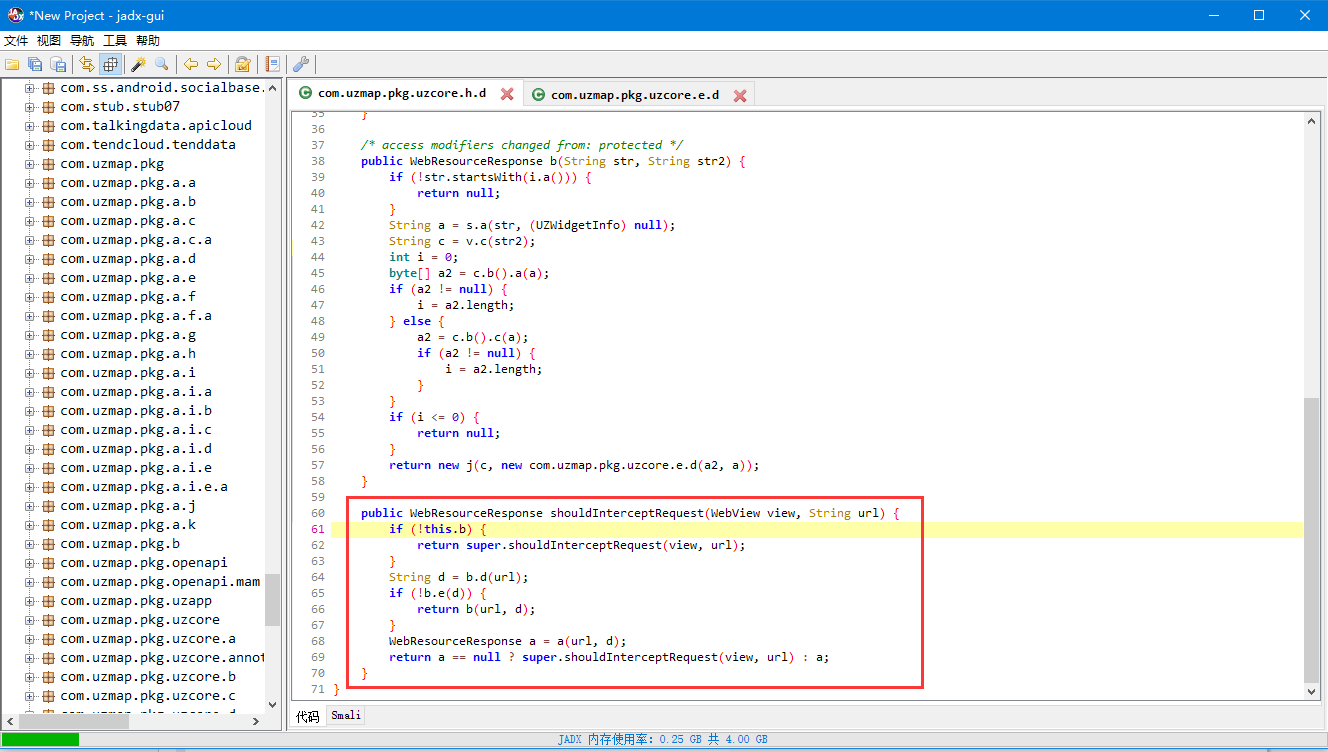 *New Project - jadx-gui
文件 视图 导航 工具 帮助
com.ss.android.socialbase.
com.stub.stub07
com.talkingdata.apicloud
com.tendcloud.tenddata
com.uzmap.pkg
com.uzmap.pkg.a.a
com.uzmap.pkg.a.b
com.uzmap.pkg.a.c
com.uzmap.pkg.a.c.a
com.uzmap.pkg.a.d
com.uzmap.pkg.a.e
com.uzmap.pkg.a.f
com.uzmap.pkg.a.f.a
com.uzmap.pkg.a.g
com.uzmap.pkg.a.h
com.uzmap.pkg.a.i
com.uzmap.pkg.a.i.a
com.uzmap.pkg.a.i.b
com.uzmap.pkg.a.i.c
com.uzmap.pkg.a.i.d
com.uzmap.pkg.a.i.e
com.uzmap.pkg.a.i.e.a
com.uzmap.pkg.a.j
com.uzmap.pkg.a.k
com.uzmap.pkg.b
com.uzmap.pkg.openapi
com.uzmap.pkg.openapi.mam
com.uzmap.pkg.uzapp
com.uzmap.pkg.uzcore
com.uzmap.pkg.uzcore.a
com.uzmap.pkg.uzcore.annot
com.uzmap.pkg.uzcore.b
com.uzmap.pkg.uzcore.c
com.uzmap.pkg.uzcore.h.d com.uzmap.pkg.uzcore.e.d
35 }
36
37 /* access modifiers changed from: protected */
38 public WebResourceResponse b(String str, String str2) {
39 if (!str.startsWith(i.a())) {
40 return null;
41 }
42 String a = s.a(str, (UZWidgetInfo) null);
43 String c = v.c(str2);
44 int i = 0;
45 byte[] a2 = c.b().a(a);
46 if (a2 != null) {
47 i = a2.length;
48 } else {
49 a2 = c.b().c(a);
50 if (a2 != null) {
51 i = a2.length;
52 }
53 }
54 if (i <= 0) {
55 return null;
56 }
57 return new j(c, new com.uzmap.pkg.uzcore.e.d(a2, a));
58 }
59
60 public WebResourceResponse shouldInterceptRequest(WebView view, String url) {
61 if (!this.b) {
62 return super.shouldInterceptRequest(view, url);
63 }
64 String d = b.d(url);
65 if (!b.e(d)) {
66 return b(url, d);
67 }
68 WebResourceResponse a = a(url, d);
69 return a == null ? super.shouldInterceptRequest(view, url) : a;
70 }
71 }
代码 Smali
JADX 内存使用率: 0.25 GB 共 4.00 GB